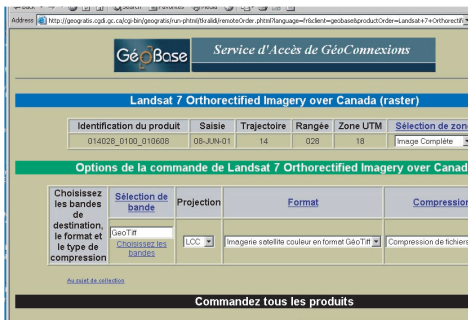 Address http://geogratis.cgdi.gc.ca/cgi-bin/geogratis/run-phtml/tkralid/remoteOrder.phtml?language=fr&client=geobase&productOrder=Landsat+7+Orthorectifi
GéoBase
Service d'Accès de GéoConnexions
Landsat 7 Orthorectified Imagery over Canada (raster)
Identification du produit Saisie Trajectoire Rangée Zone UTM Sélection de zon
014028_0100_010608 08-JUN-01 14 028 18 Image Complète
Options de la commande de Landsat 7 Orthorectified Imagery over Canad
Choisissez les bandes de destination, le format et le type de compression
Sélection de bande Projection Format Compression
GeoTiff
Choisissez les bandes
LCC Imagerie satellite couleur en format GéoTiff Compression de fichiers
Au sujet de collection
Commandez tous les produits